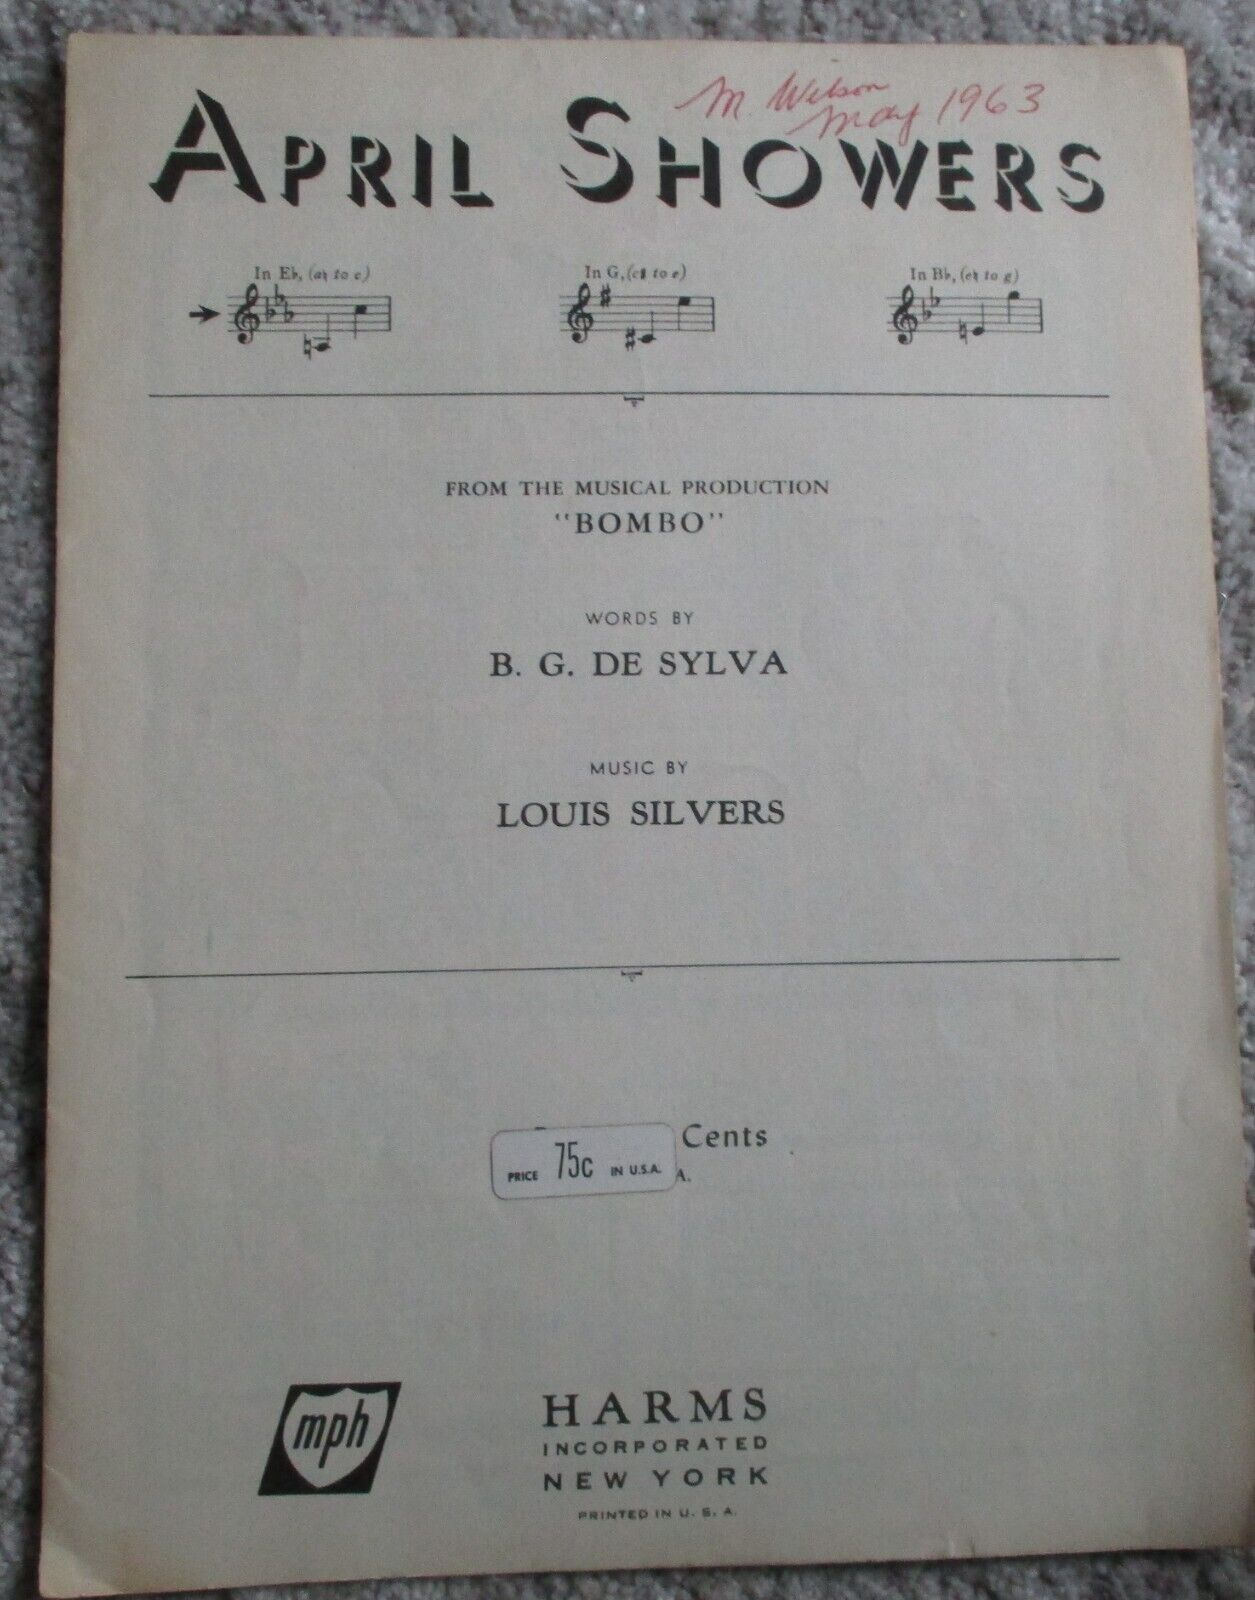 M. Wilson
May 1963
APRIL SHOWERS
In E♭, (a♮ to c)
In G, (c♯ to e)
In B♭, (e♮ to g)
FROM THE MUSICAL PRODUCTION
"BOMBO"
WORDS BY
B. G. DE SYLVA
MUSIC BY
LOUIS SILVERS
Cents
PRICE 75c IN U.S.A.
A.
mph
HARMS
INCORPORATED
NEW YORK
PRINTED IN U. S. A.